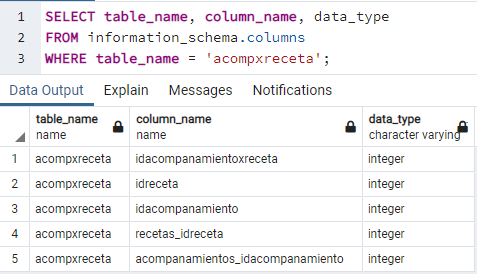 1 SELECT table_name, column_name, data_type
2 FROM information_schema.columns
3 WHERE table_name = 'acompxreceta';
Data Output Explain Messages Notifications
table_name column_name data_type
name name character varying
1 acompxreceta idacompanamientoxreceta integer
2 acompxreceta idreceta integer
3 acompxreceta idacompanamiento integer
4 acompxreceta recetas_idreceta integer
5 acompxreceta acompanamientos_idacompanamiento integer